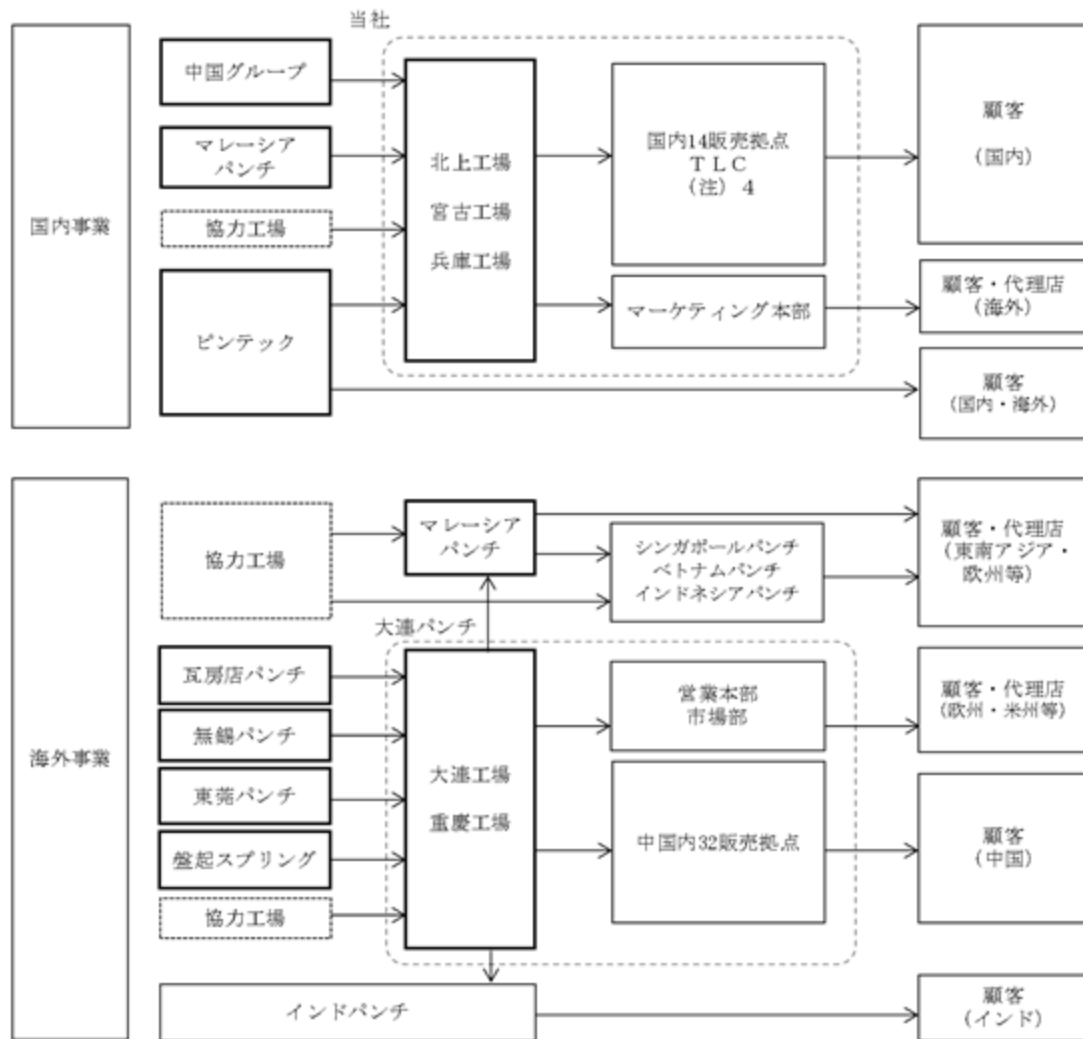 当社
国内事業
中国グループ
マレーシア
パンチ
協力工場
ピンテック
北上工場
宮古工場
兵庫工場
国内14販売拠点
ＴＬＣ
（注）４
マーケティング本部
顧客
（国内）
顧客・代理店
（海外）
顧客
（国内・海外）
海外事業
協力工場
マレーシア
パンチ
シンガポールパンチ
ベトナムパンチ
インドネシアパンチ
顧客・代理店
（東南アジア・
欧州等）
大連パンチ
瓦房店パンチ
無錫パンチ
東莞パンチ
盤起スプリング
協力工場
大連工場
重慶工場
営業本部
市場部
中国内32販売拠点
顧客・代理店
（欧州・米州等）
顧客
（中国）
インドパンチ
顧客
（インド）